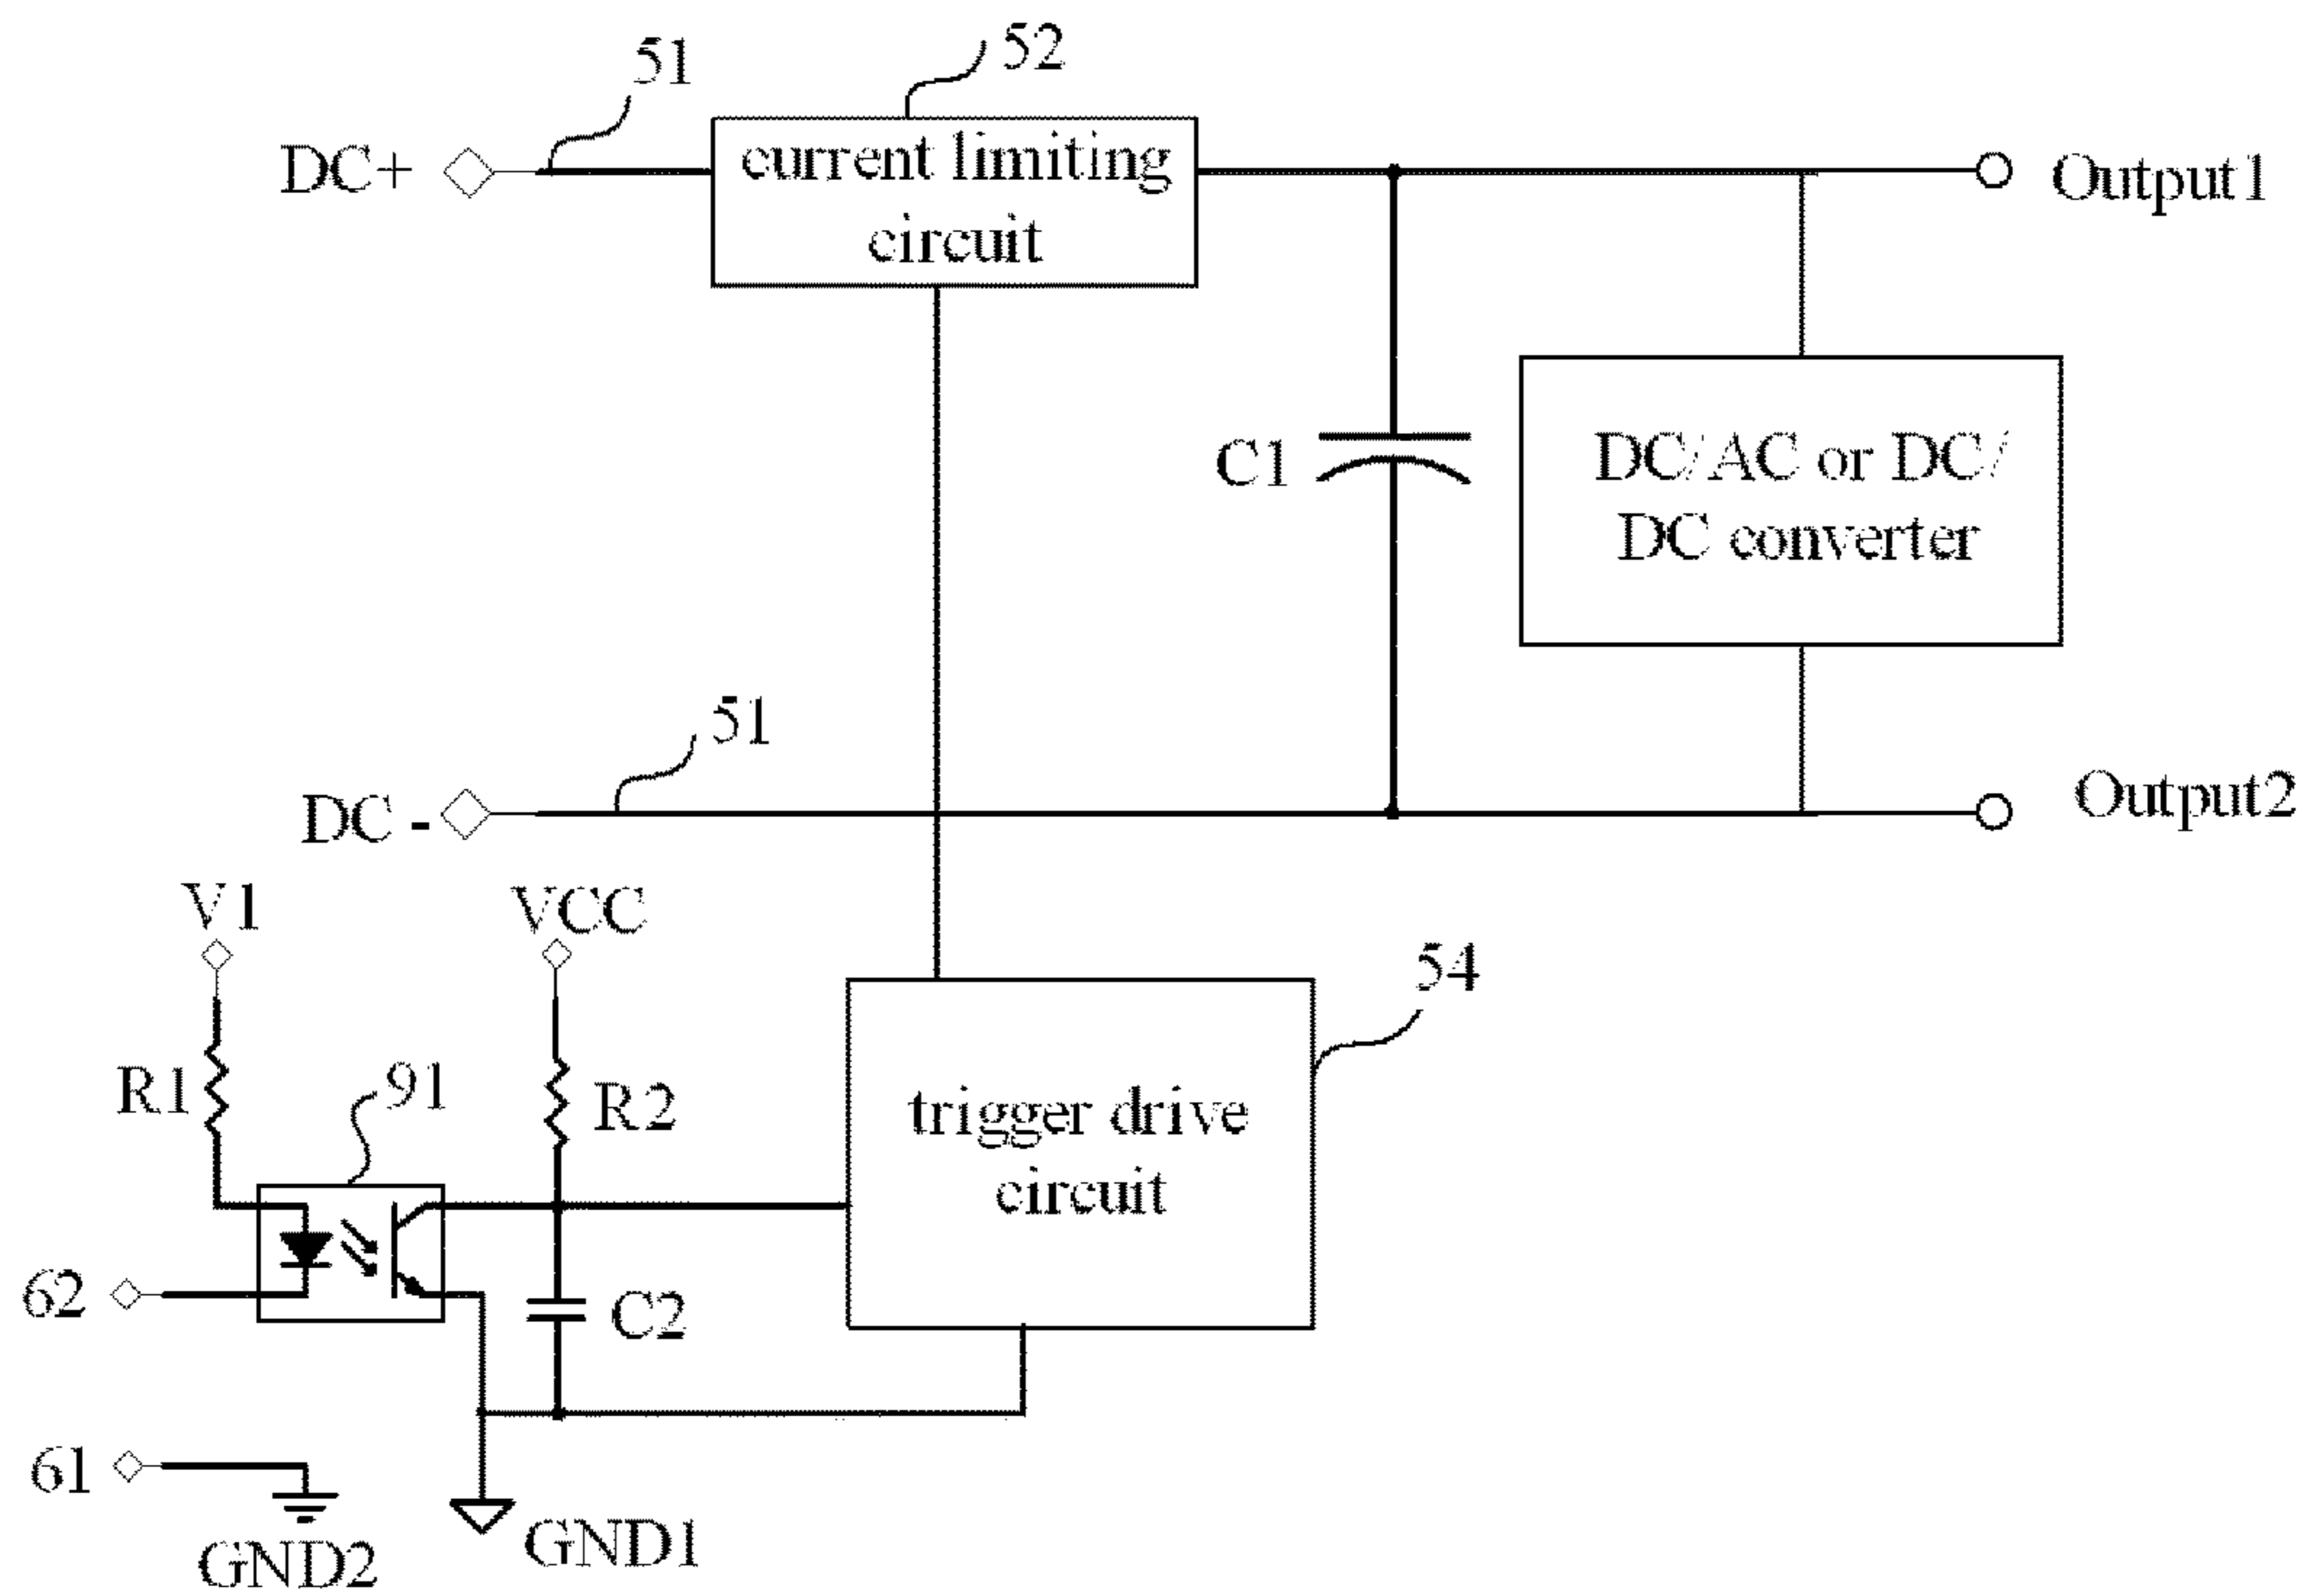 52
51
DC+
current limiting
circuit
Output1
C1
DC/AC or DC/
DC converter
51
DC -
Output2
V1
VCC
54
R1
91
R2
trigger drive
circuit
62
C2
61
GND2
GND1